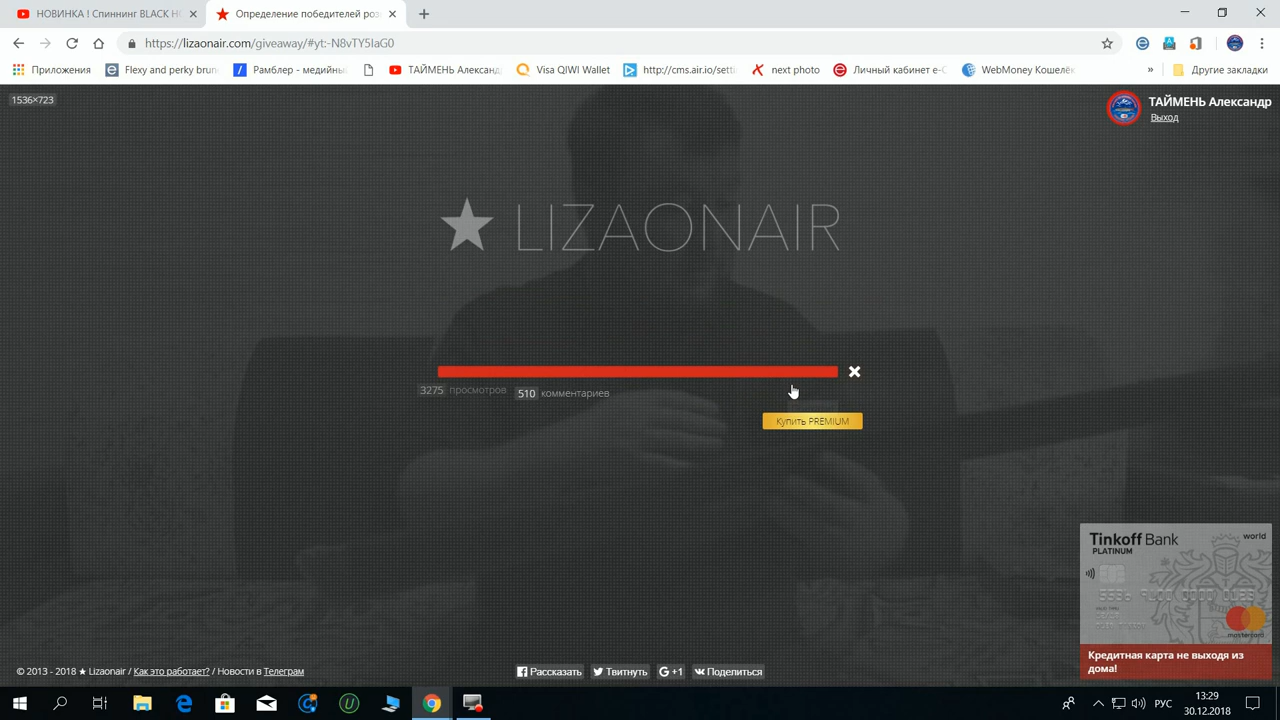 НОВИНКА ! Спиннинг BLACK H
Определение победителей роз
https://lizaonair.com/giveaway/#yt:-N8vTY5IaG0
Приложения
Flexy and perky brun
Рамблер - медийны
ТАЙМЕНЬ Александ
Visa QIWI Wallet
http://cms.air.io/setti
next photo
Личный кабинет e-C
WebMoney Кошелёк
»
Другие закладки
1536×723
ТАЙМЕНЬ Александр
Выход
★ LIZAONAIR
3275 просмотров
510 комментариев
Купить PREMIUM
Tinkoff Bank
PLATINUM
world
mastercard
Кредитная карта не выходя из
дома!
© 2013 - 2018 ★ Lizaonair / Как это работает? / Новости в Телеграм
Рассказать
Твитнуть
G+1
Поделиться
РУС
13:29
30.12.2018